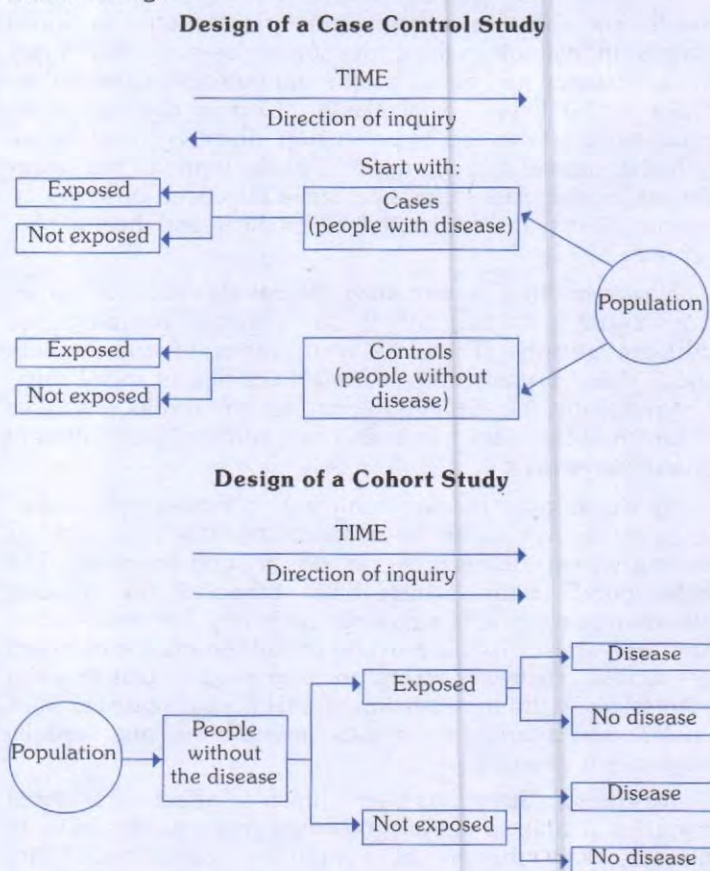 Design of a Case Control Study
TIME
Direction of inquiry
Start with:
Exposed
Not exposed
Cases
(people with disease)
Population
Exposed
Not exposed
Controls
(people without
disease)
Design of a Cohort Study
TIME
Direction of inquiry
Population
People
without
the disease
Exposed
Disease
No disease
Not exposed
Disease
No disease